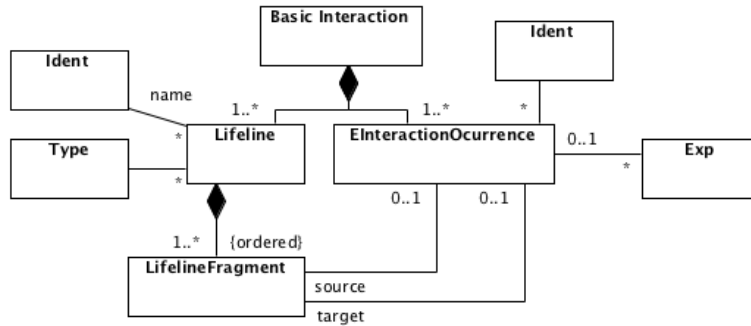 Basic Interaction
Ident
Ident
name
1..*
1..*
*
*
Lifeline
EInteractionOcurrence
0..1
Type
Exp
*
*
0..1
0..1
1..*
{ordered}
LifelineFragment
source
target